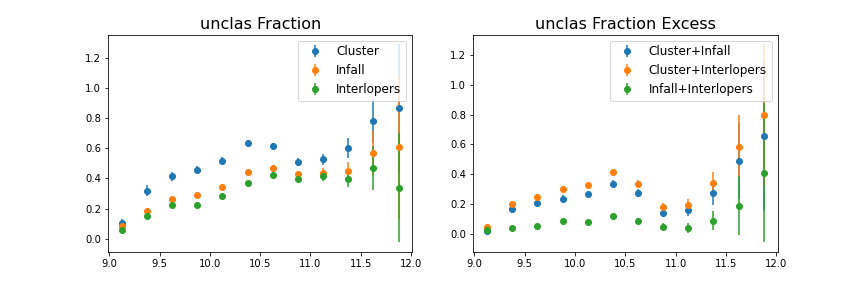 unclas Fraction
Cluster
Infall
Interlopers
1.2
1.0
0.8
0.6
0.4
0.2
0.0
9.0 9.5 10.0 10.5 11.0 11.5 12.0
unclas Fraction Excess
Cluster+Infall
Cluster+Interlopers
Infall+Interlopers
1.2
1.0
0.8
0.6
0.4
0.2
0.0
9.0 9.5 10.0 10.5 11.0 11.5 12.0